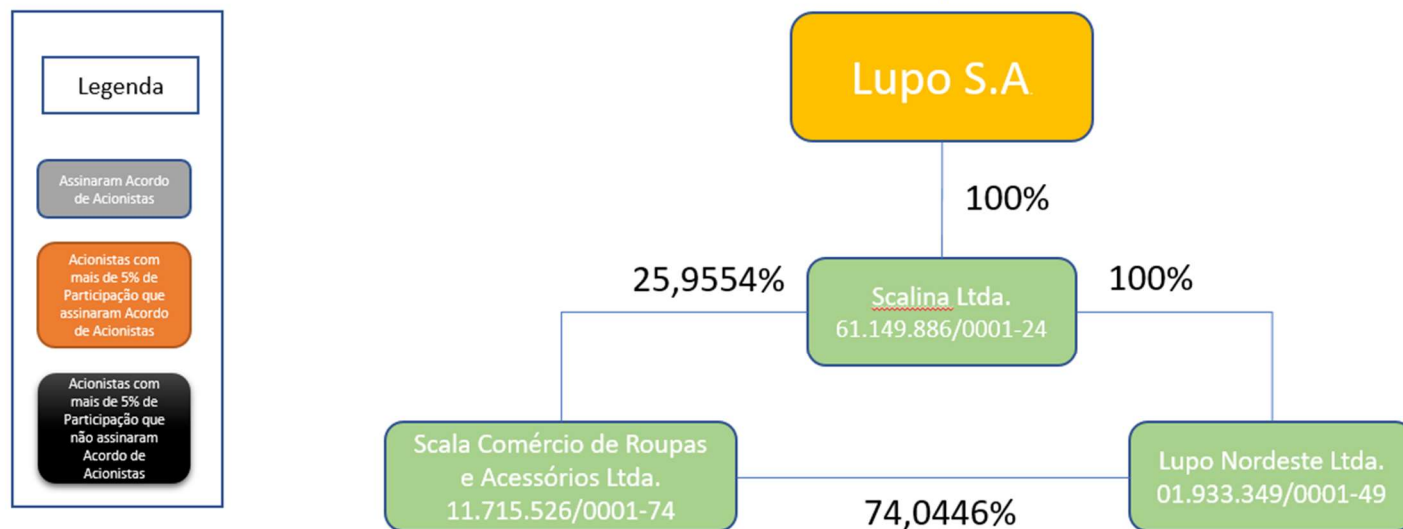 Legenda
Assinaram Acordo
de Acionistas
Acionistas com
mais de 5% de
Participação que
assinaram Acordo
de Acionistas
Acionistas com
mais de 5% de
Participação que
não assinaram
Acordo de
Acionistas
Lupo S.A.
100%
25,9554%
Scalina Ltda.
61.149.886/0001-24
100%
Scala Comércio de Roupas
e Acessórios Ltda.
11.715.526/0001-74
74,0446%
Lupo Nordeste Ltda.
01.933.349/0001-49